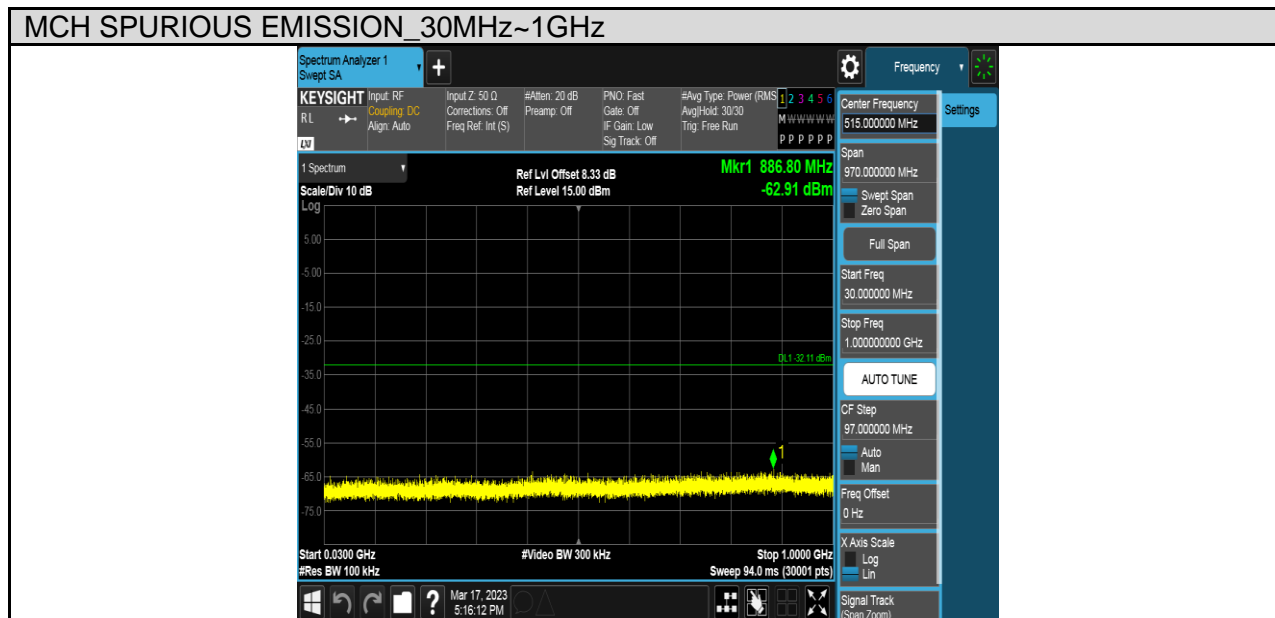 MCH SPURIOUS EMISSION_30MHz~1GHz
Spectrum Analyzer 1
Swept SA
+
Frequency
KEYSIGHT
RL
LXI
Input: RF
Coupling: DC
Align: Auto
Input Z: 50 Ω
Corrections: Off
Freq Ref: Int (S)
#Atten: 20 dB
Preamp: Off
PNO: Fast
Gate: Off
IF Gain: Low
Sig Track: Off
#Avg Type: Power (RMS
Avg|Hold: 30/30
Trig: Free Run
1 2 3 4 5 6
M W W W W W
P P P P P P
Center Frequency
515.000000 MHz
Settings
1 Spectrum
Scale/Div 10 dB
Log
Ref Lvl Offset 8.33 dB
Ref Level 15.00 dBm
Mkr1 886.80 MHz
-62.91 dBm
5.00
-5.00
-15.0
-25.0
DL1 -32.11 dBm
-35.0
-45.0
-55.0
1
-65.0
-75.0
Start 0.0300 GHz
#Res BW 100 kHz
#Video BW 300 kHz
Stop 1.0000 GHz
Sweep 94.0 ms (30001 pts)
Span
970.000000 MHz
Swept Span
Zero Span
Full Span
Start Freq
30.000000 MHz
Stop Freq
1.000000000 GHz
AUTO TUNE
CF Step
97.000000 MHz
Auto
Man
Freq Offset
0 Hz
X Axis Scale
Log
Lin
Signal Track
(Span Zoom)
?
Mar 17, 2023
5:16:12 PM